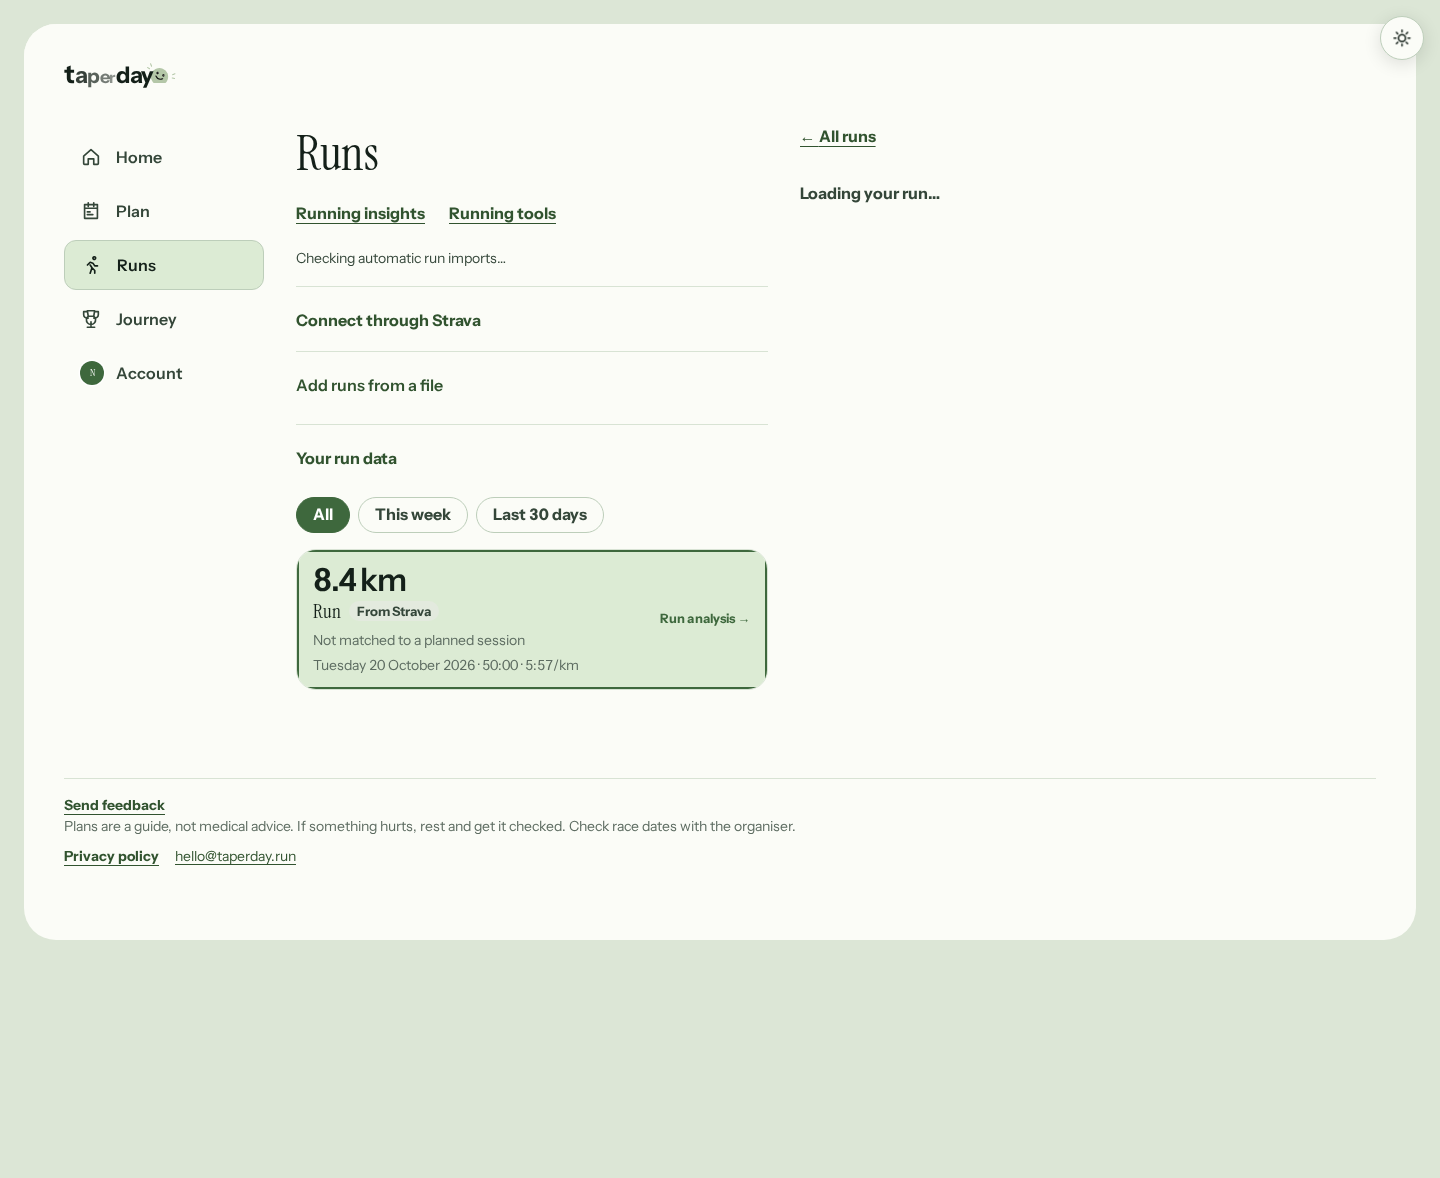 taperday
Home
Plan
Runs
Journey
N
Account
Runs
Running insights
Running tools
Checking automatic run imports...
Connect through Strava
Add runs from a file
Your run data
All
This week
Last 30 days
8.4 km
Run
From Strava
Run analysis →
Not matched to a planned session
Tuesday 20 October 2026 · 50:00 · 5:57/km
← All runs
Loading your run...
Send feedback
Plans are a guide, not medical advice. If something hurts, rest and get it checked. Check race dates with the organiser.
Privacy policy
hello@taperday.run